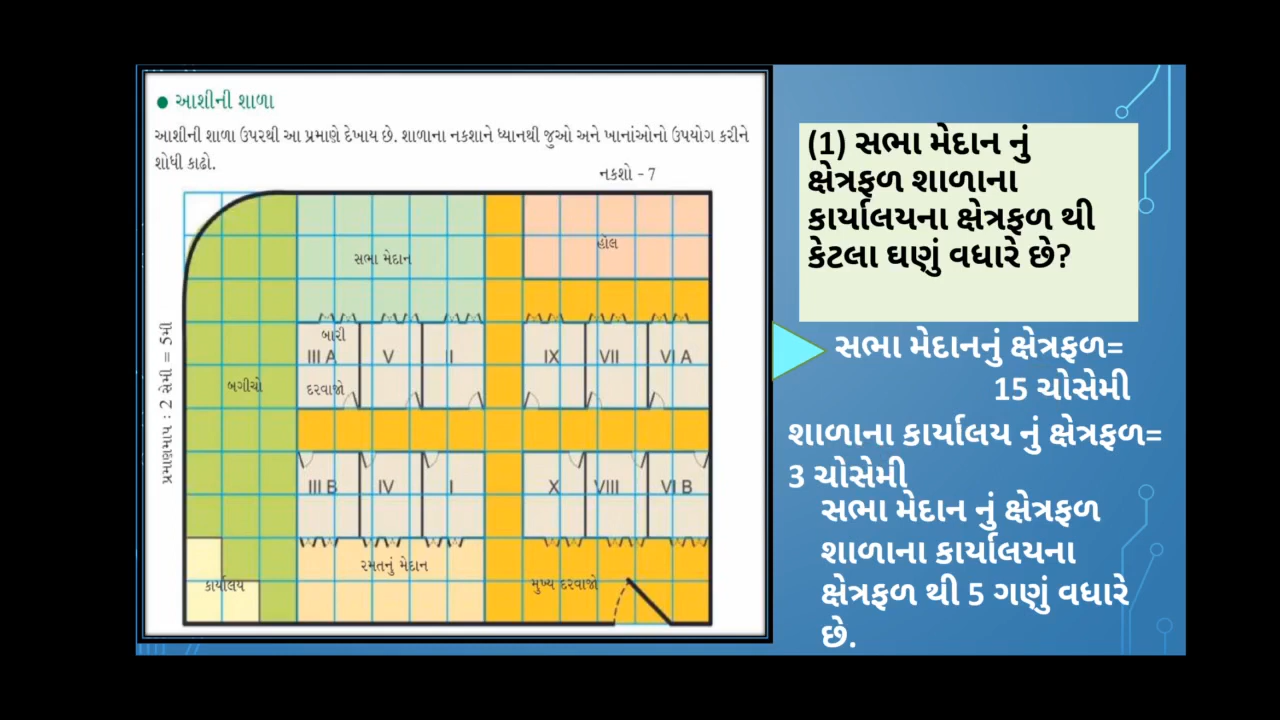 ● આશીની શાળા
આશીની શાળા ઉપરથી આ પ્રમાણે દેખાય છે. શાળાના નકશાને ધ્યાનથી જુઓ અને ખાનાંઓનો ઉપયોગ કરીને
શોધી કાઢો.
નકશો - 7
હૉલ
સભા મેદાન
પ્રમાણમાપ : 2 સેમી = 5મી
બારી
III A V II IX VII VI A
બગીચો
દરવાજો
III B IV I X VIII VI B
રમતનું મેદાન
કાર્યાલય
મુખ્ય દરવાજો
(1) સભા મેદાન નું
ક્ષેત્રફળ શાળાના
કાર્યાલયના ક્ષેત્રફળ થી
કેટલા ઘણું વધારે છે?
સભા મેદાનનું ક્ષેત્રફળ=
15 ચોસેમી
શાળાના કાર્યાલય નું ક્ષેત્રફળ=
3 ચોસેમી
સભા મેદાન નું ક્ષેત્રફળ
શાળાના કાર્યાલયના
ક્ષેત્રફળ થી 5 ગણું વધારે
છે.